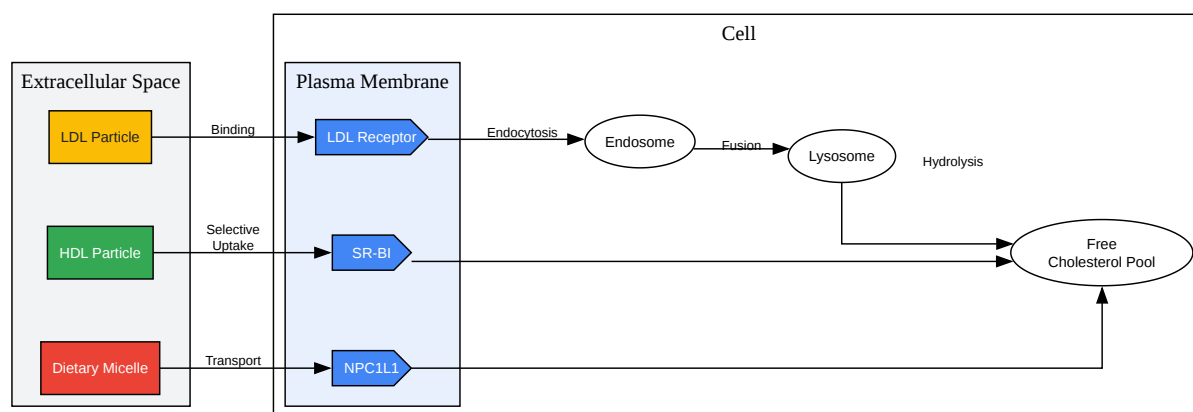 Cell
Extracellular Space
Plasma Membrane
LDL Particle
Binding
LDL Receptor
Endocytosis
Endosome
Fusion
Lysosome
Hydrolysis
HDL Particle
Selective
Uptake
SR-BI
Free
Cholesterol Pool
Dietary Micelle
Transport
NPC1L1